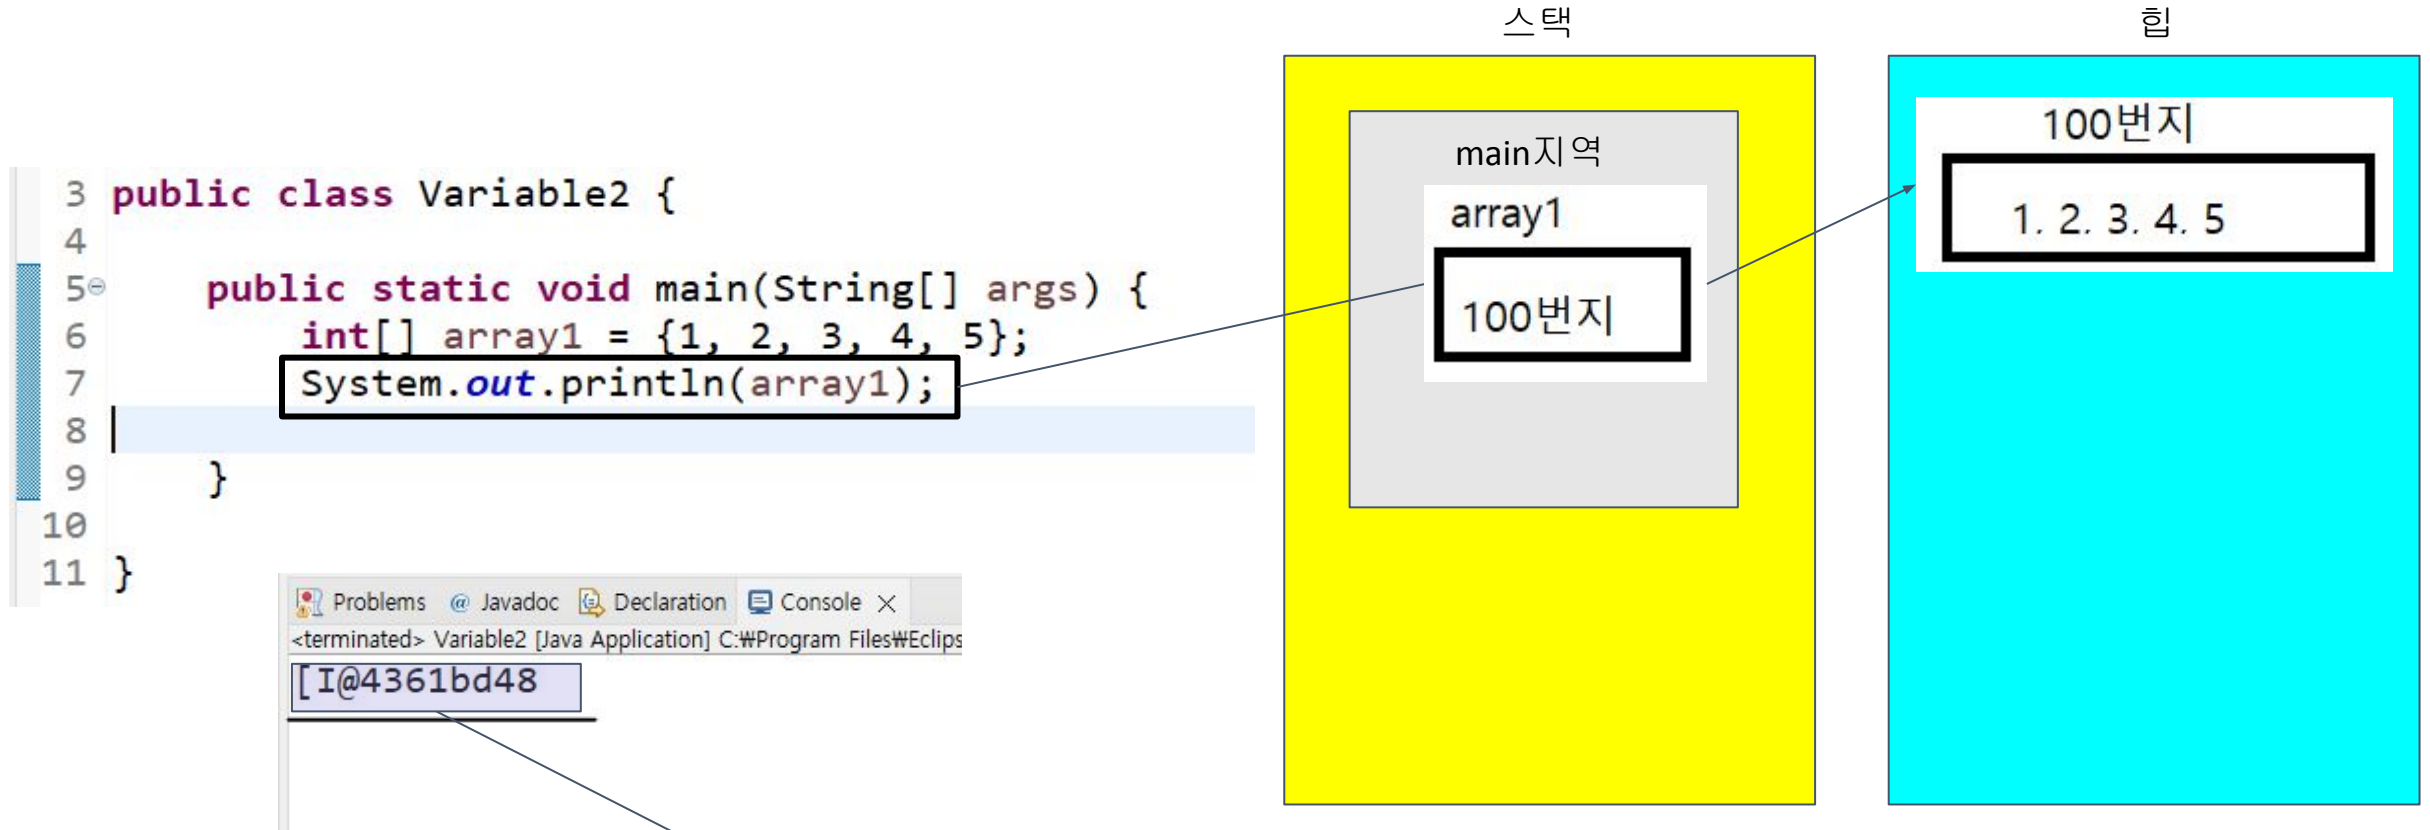 스택
힙
3 public class Variable2 {
4
5 public static void main(String[] args) {
6 int[] array1 = {1, 2, 3, 4, 5};
7 System.out.println(array1);
8
9 }
10
11 }
main지역
array1
100번지
100번지
1. 2. 3. 4. 5
Problems @ Javadoc Declaration Console
<terminated> Variable2 [Java Application] C:₩Program Files₩Eclips
[I@4361bd48